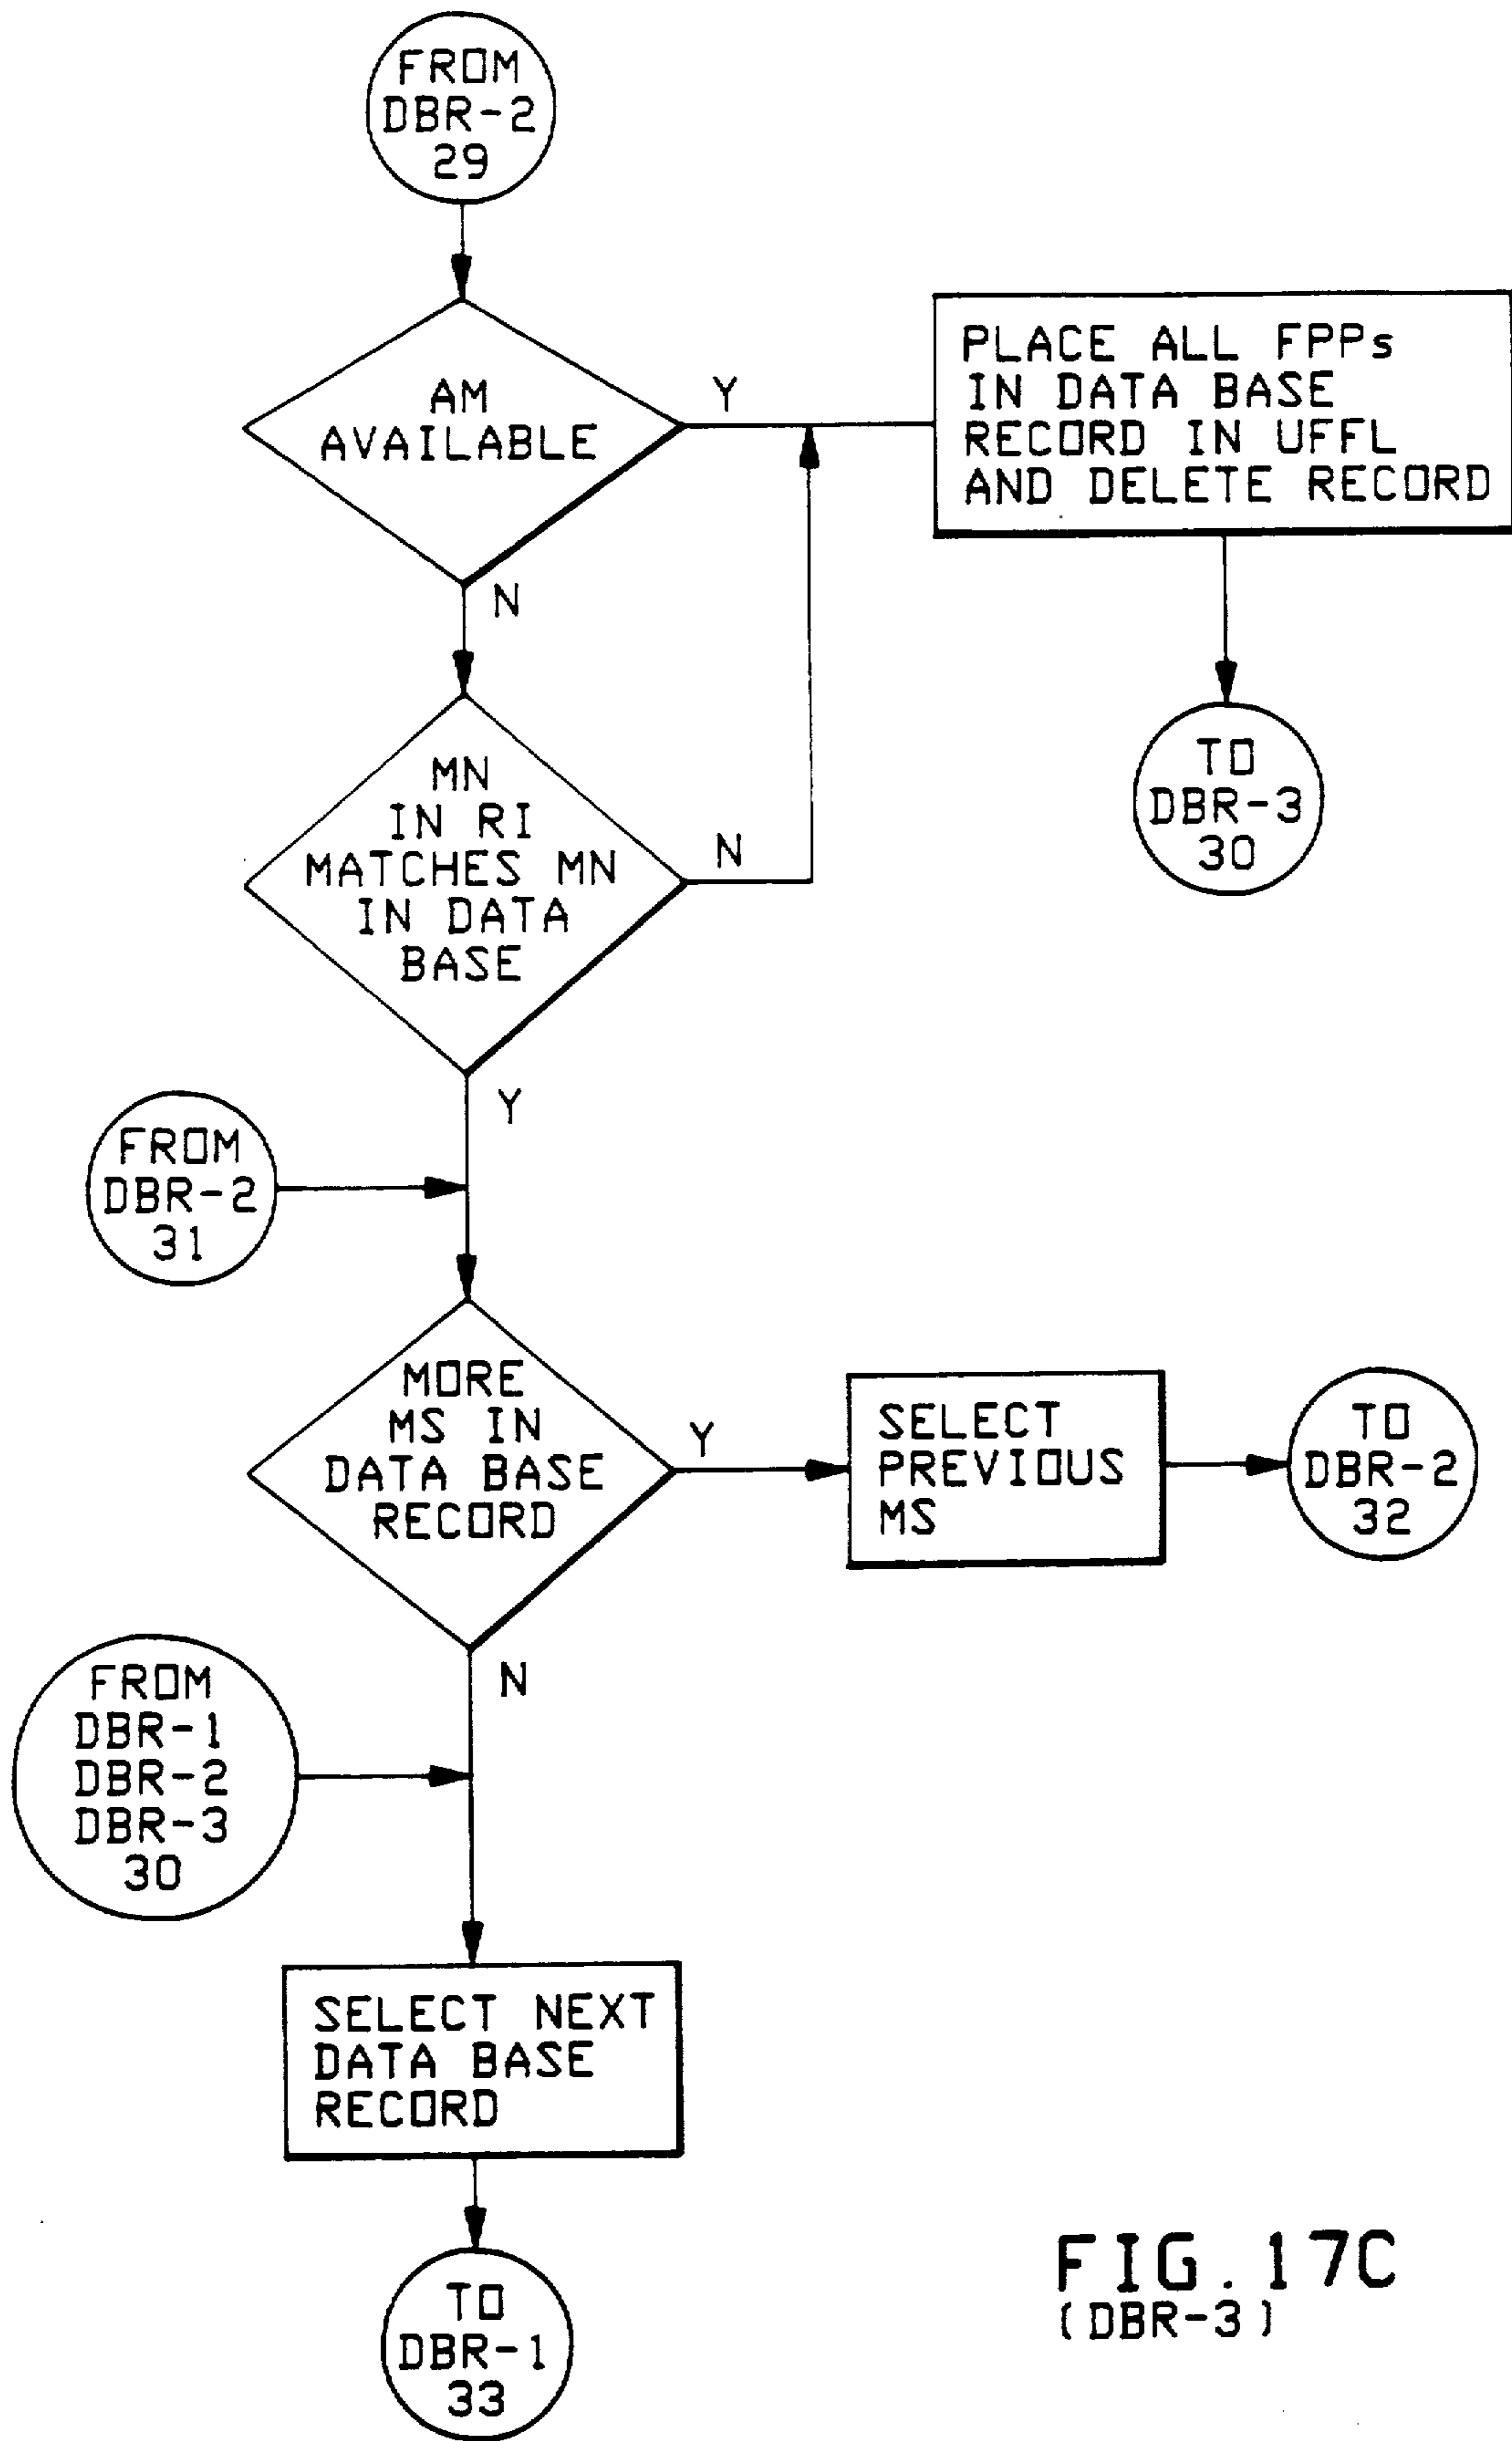 FROM
DBR-2
29
AM
AVAILABLE
Y
N
PLACE ALL FPPs
IN DATA BASE
RECORD IN UFFL
AND DELETE RECORD
TO
DBR-3
30
MN
IN RI
MATCHES MN
IN DATA
BASE
N
Y
FROM
DBR-2
31
MORE
MS IN
DATA BASE
RECORD
Y
N
SELECT
PREVIOUS
MS
TO
DBR-2
32
FROM
DBR-1
DBR-2
DBR-3
30
SELECT NEXT
DATA BASE
RECORD
TO
DBR-1
33
FIG. 17C
(DBR-3)